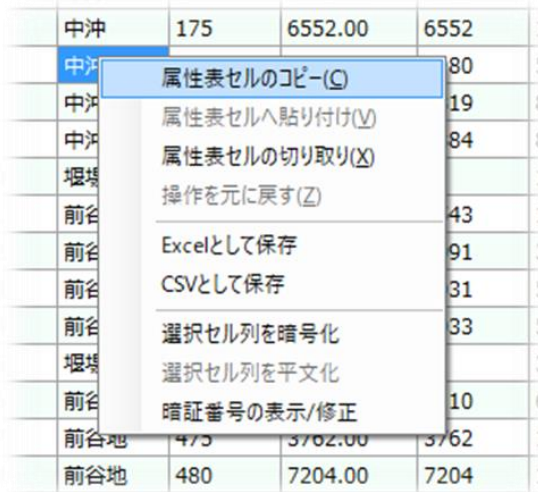 中沖 175 6552.00 6552
中沖 80
属性表セルのコピー(C)
中沖 19
属性表セルへ貼り付け(V)
中沖 84
属性表セルの切り取り(X)
堰場
操作を元に戻す(Z)
前谷 43
Excelとして保存
前谷 91
CSVとして保存
前谷 31
前谷 33
選択セル列を暗号化
堰場
選択セル列を平文化
前谷 10
暗証番号の表示/修正
前谷地 475 3762.00 3762
前谷地 480 7204.00 7204